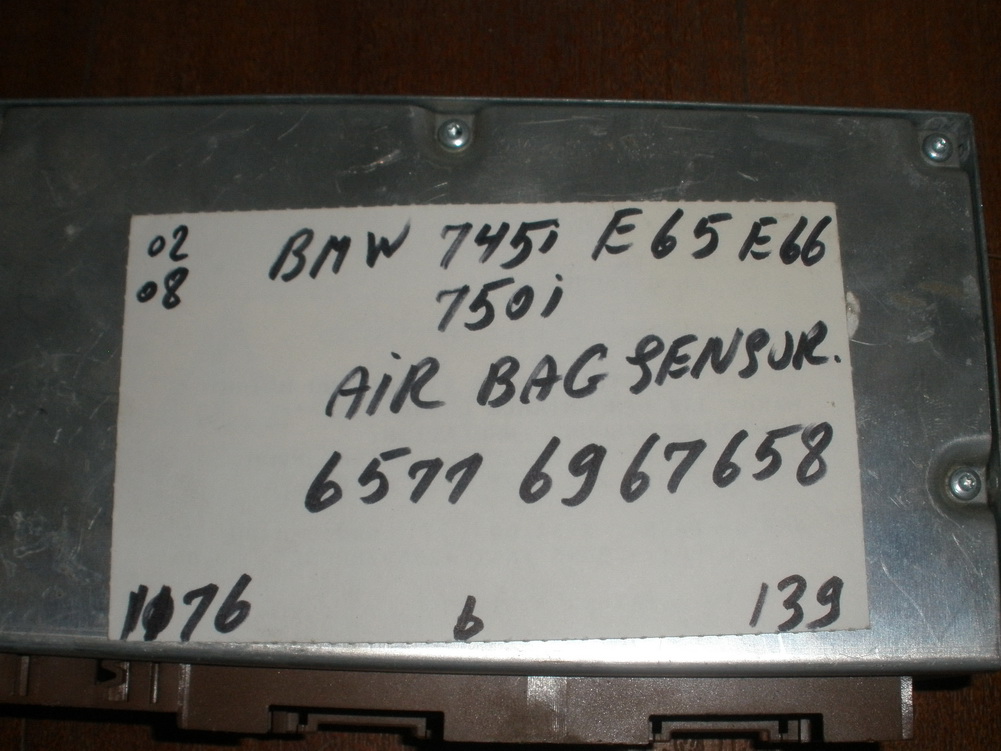 02 BMW 745i E65 E66
08 750i
AIR BAG SENSOR.
6577 6967658
1076 6 139